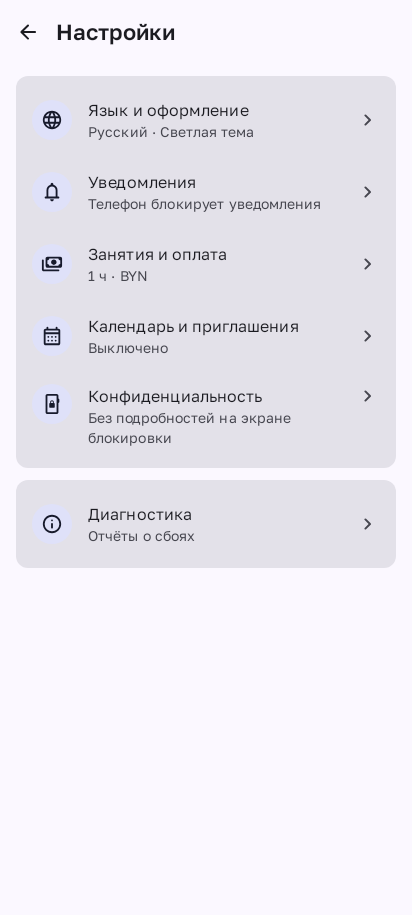 Настройки
Язык и оформление
Русский · Светлая тема
Уведомления
Телефон блокирует уведомления
Занятия и оплата
1 ч · BYN
Календарь и приглашения
Выключено
Конфиденциальность
Без подробностей на экране
блокировки
Диагностика
Отчёты о сбоях